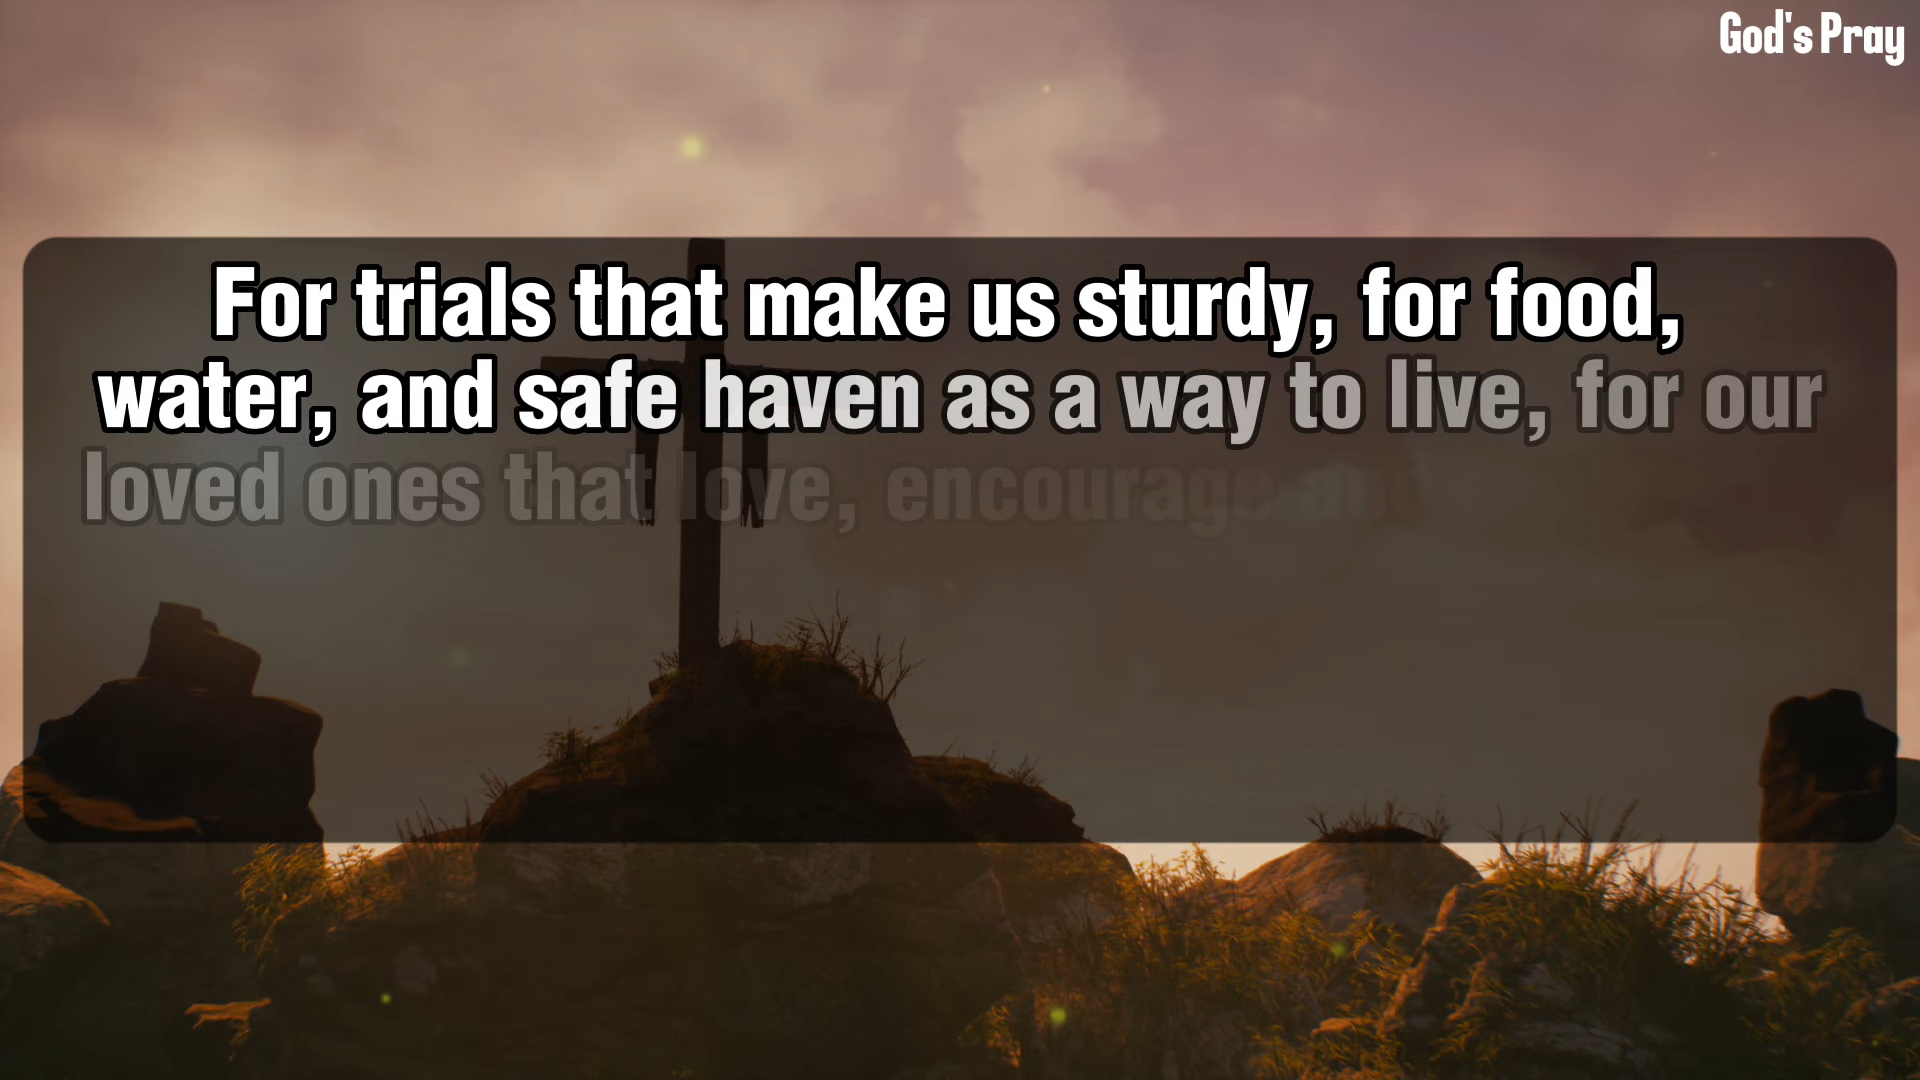 God's Pray
For trials that make us sturdy, for food,
water, and safe haven as a way to live, for our
loved ones that love, encourage and